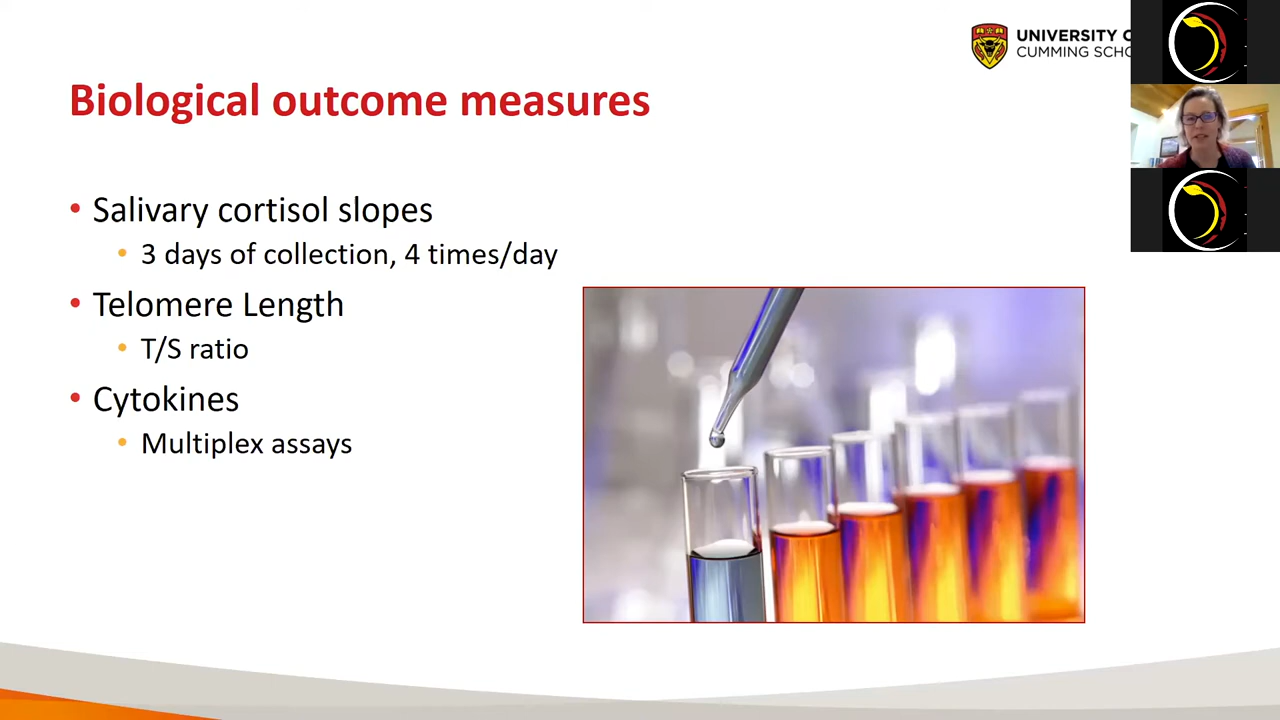 UNIVERSITY
CUMMING
Biological outcome measures
• Salivary cortisol slopes
• 3 days of collection, 4 times/day
• Telomere Length
• T/S ratio
• Cytokines
• Multiplex assays